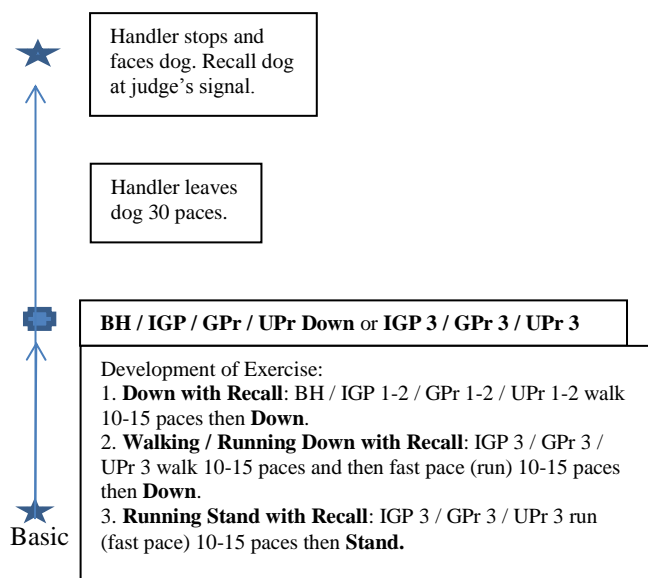 Handler stops and
faces dog. Recall dog
at judge's signal.
Handler leaves
dog 30 paces.
BH / IGP / GPr / UPr Down or IGP 3 / GPr 3 / UPr 3
Development of Exercise:
1. Down with Recall: BH / IGP 1-2 / GPr 1-2 / UPr 1-2 walk
10-15 paces then Down.
2. Walking / Running Down with Recall: IGP 3 / GPr 3 /
UPr 3 walk 10-15 paces and then fast pace (run) 10-15 paces
then Down.
3. Running Stand with Recall: IGP 3 / GPr 3 / UPr 3 run
(fast pace) 10-15 paces then Stand.
Basic